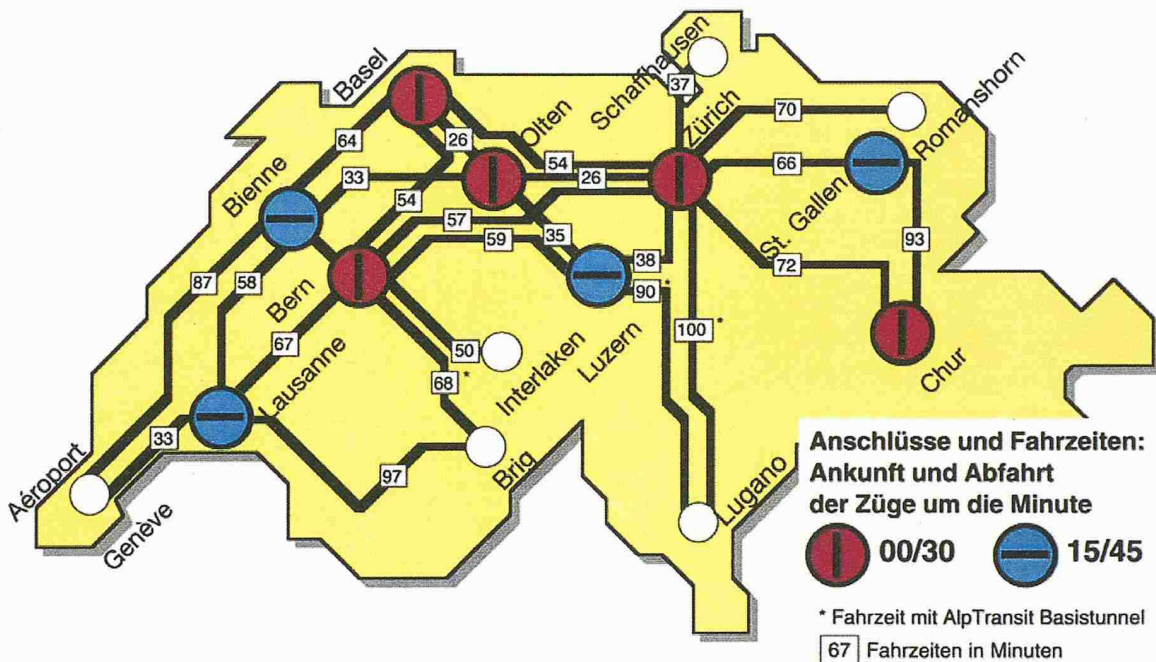 Basel
Schaffhausen
Romanshorn
Olten
Zürich
Bienne
St. Gallen
Bern
Luzern
Interlaken
Lausanne
Chur
Brig
Lugano
Aéroport
Genève
37
70
26
54
64
33
26
66
54
57
35
59
38
93
87
58
90*
72
67
100*
50
68*
33
97
Anschlüsse und Fahrzeiten:
Ankunft und Abfahrt
der Züge um die Minute
00/30
15/45
* Fahrzeit mit AlpTransit Basistunnel
67 Fahrzeiten in Minuten